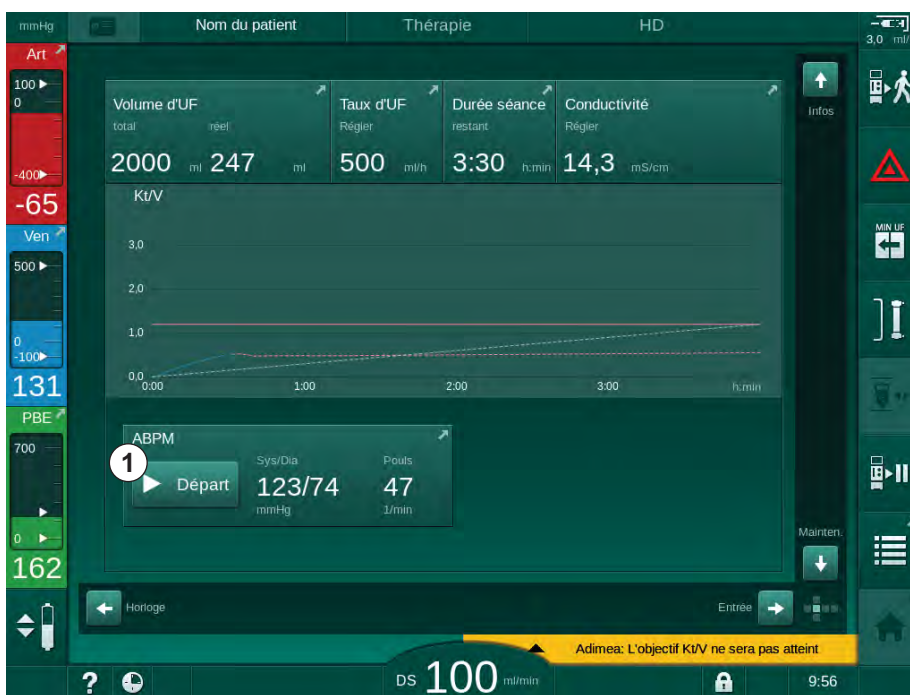 mmHg Nom du patient Thérapie HD
3,0 ml/
Art
100
0
-400
-65
Ven
500
0
-100
131
PBE
700
0
162
Infos
Volume d'UF Taux d'UF Durée séance Conductivité
total réel Régler restant Régler
2000 ml 247 ml 500 ml/h 3:30 h:min 14,3 mS/cm
MIN UF
Kt/V
3,0
2,0
1,0
0,0
0:00 1:00 2:00 3:00 h:min
ABPM
1
Sys/Dia Pouls
Départ 123/74 47
mmHg 1/min
Mainten.
Horloge Entrée
Adimea: L'objectif Kt/V ne sera pas atteint
? DS 100 ml/min 9:56